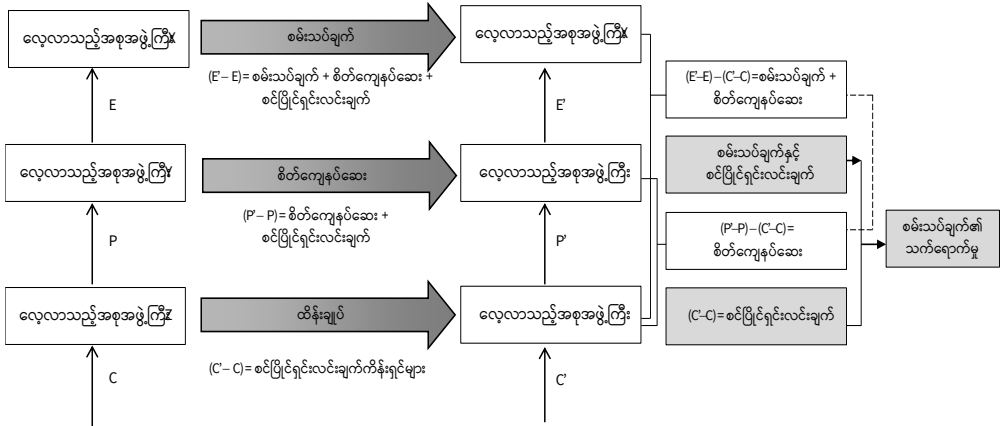 လေ့လာသည့်အစုအဖွဲ့ကြီးX
စမ်းသပ်ချက်
လေ့လာသည့်အစုအဖွဲ့ကြီးX
(E’– E) = စမ်းသပ်ချက် + စိတ်ကျေနပ်ဆေး +
စင်ပြိုင်ရှင်းလင်းချက်
E
E’
(E’–E) – (C’–C) =စမ်းသပ်ချက် +
စိတ်ကျေနပ်ဆေး
လေ့လာသည့်အစုအဖွဲ့ကြီးY
စိတ်ကျေနပ်ဆေး
လေ့လာသည့်အစုအဖွဲ့ကြီး
စမ်းသပ်ချက်နှင့်
စင်ပြိုင်ရှင်းလင်းချက်
(P’– P) = စိတ်ကျေနပ်ဆေး +
စင်ပြိုင်ရှင်းလင်းချက်
P
P’
(P’–P) – (C’–C) =
စိတ်ကျေနပ်ဆေး
စမ်းသပ်ချက်၏
သက်ရောက်မှု
လေ့လာသည့်အစုအဖွဲ့ကြီးZ
ထိန်းချုပ်
လေ့လာသည့်အစုအဖွဲ့ကြီး
(C’–C) = စင်ပြိုင်ရှင်းလင်းချက်
(C’– C) = စင်ပြိုင်ရှင်းလင်းချက်ကိန်းရှင်များ
C
C’